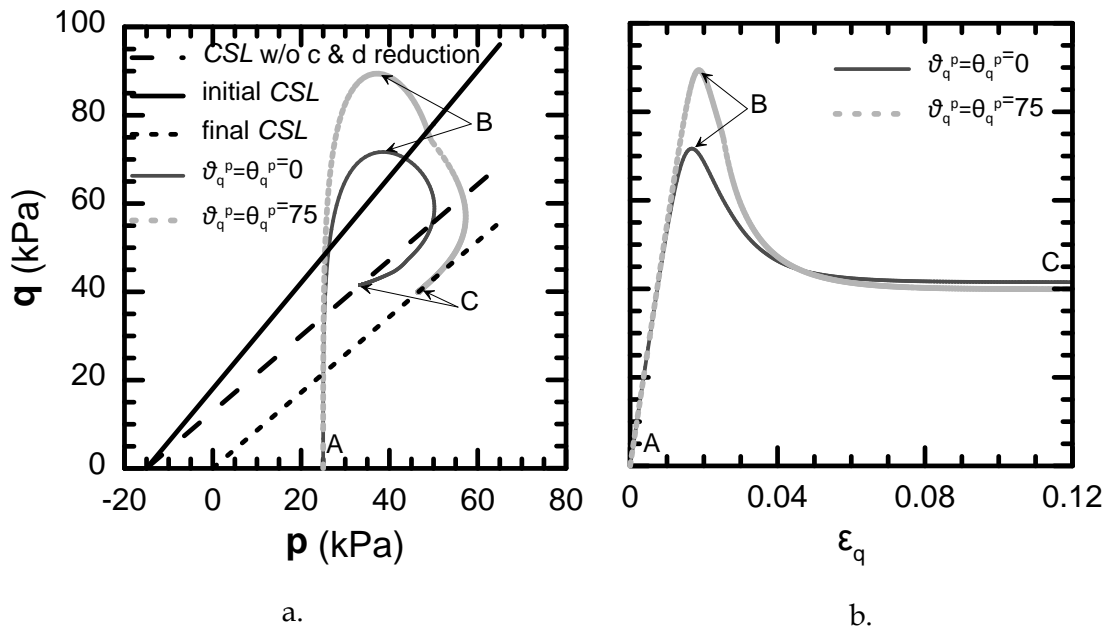 100
80
60
40
20
0
-20
0
20
40
60
80
q (kPa)
p (kPa)
CSL w/o c & d reduction
initial CSL
final CSL
ϑqᵖ=θqᵖ=0
ϑqᵖ=θqᵖ=75
A
B
C
a.
ϑqᵖ=θqᵖ=0
ϑqᵖ=θqᵖ=75
B
C
A
0
0.04
0.08
0.12
εq
b.